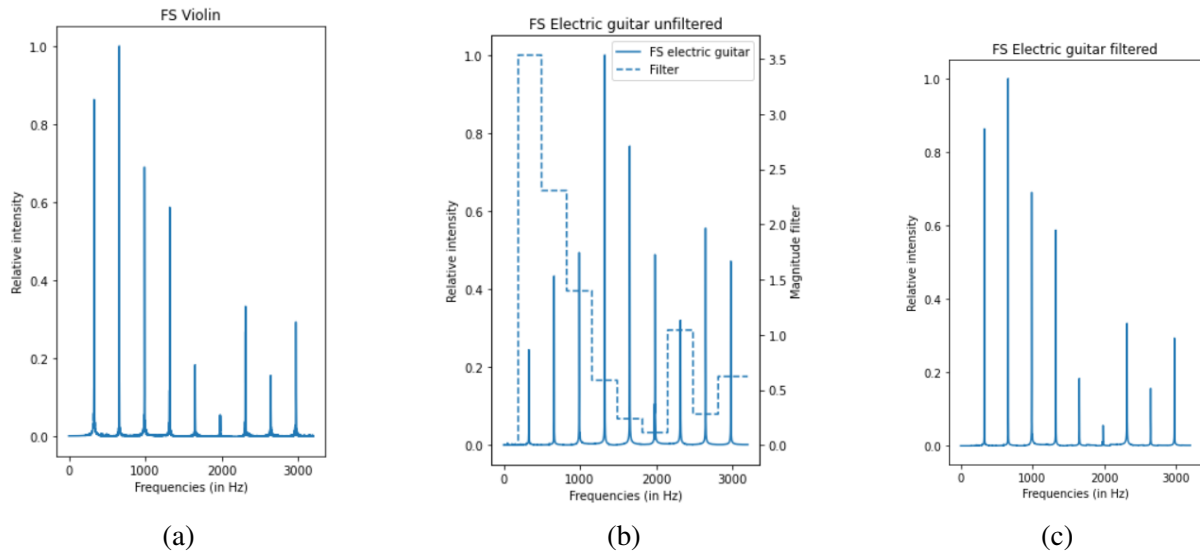 FS Violin
1.0
0.8
0.6
0.4
0.2
0.0
Relative intensity
0
1000
2000
3000
Frequencies (in Hz)
(a)
FS Electric guitar unfiltered
FS electric guitar
Filter
1.0
0.8
0.6
0.4
0.2
0.0
Relative intensity
3.5
3.0
2.5
2.0
1.5
1.0
0.5
0.0
Magnitude filter
0
1000
2000
3000
Frequencies (in Hz)
(b)
FS Electric guitar filtered
1.0
0.8
0.6
0.4
0.2
0.0
Relative intensity
0
1000
2000
3000
Frequencies (in Hz)
(c)